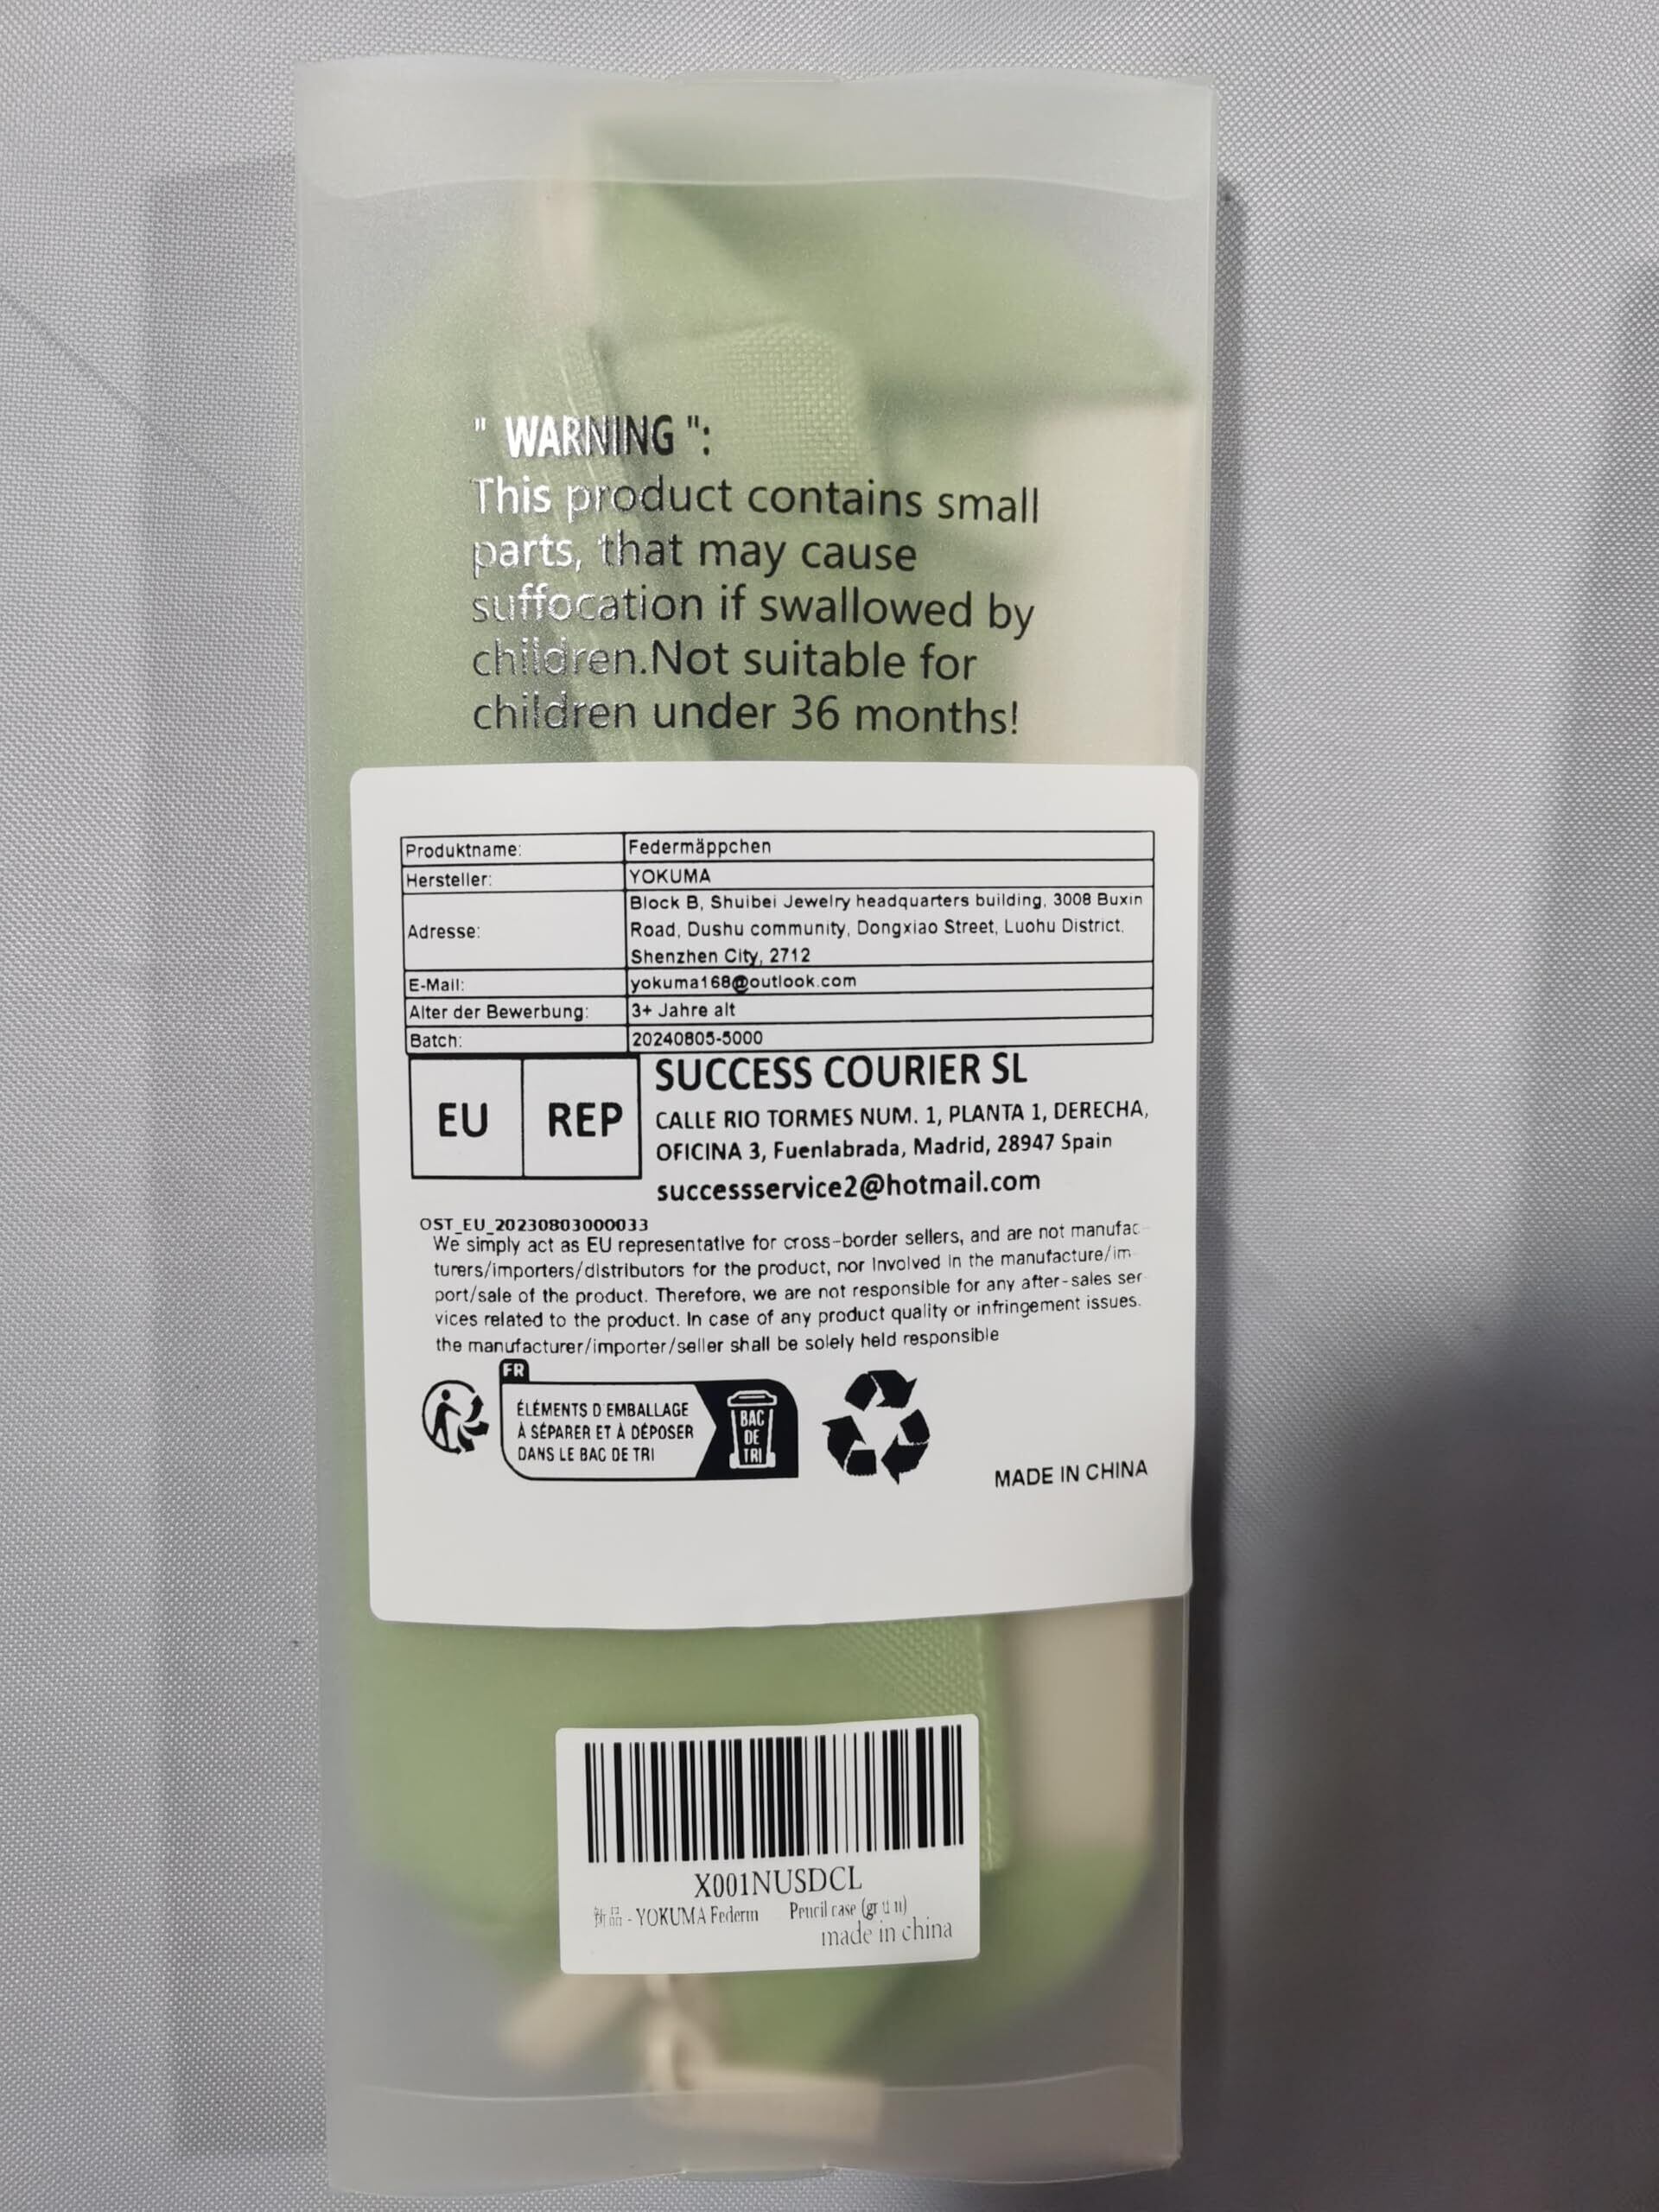 " WARNING ":
This product contains small
parts, that may cause
suffocation if swallowed by
children.Not suitable for
children under 36 months!
Produktname: Federmäppchen
Hersteller: YOKUMA
Adresse: Block B, Shuibei Jewelry headquarters building, 3008 Buxin
Road, Dushu community, Dongxiao Street, Luohu District,
Shenzhen City, 2712
E-Mail: yokuma168@outlook.com
Alter der Bewerbung: 3+ Jahre alt
Batch: 20240805-5000
EU REP
SUCCESS COURIER SL
CALLE RIO TORMES NUM. 1, PLANTA 1, DERECHA,
OFICINA 3, Fuenlabrada, Madrid, 28947 Spain
successservice2@hotmail.com
OST_EU_20230803000033
We simply act as EU representative for cross-border sellers, and are not manufac-
turers/importers/distributors for the product, nor Involved in the manufacture/im-
port/sale of the product. Therefore, we are not responsible for any after-sales ser-
vices related to the product. In case of any product quality or infringement issues.
the manufacturer/importer/seller shall be solely held responsible
FR
ÉLÉMENTS D'EMBALLAGE
À SÉPARER ET À DÉPOSER
DANS LE BAC DE TRI
BAC
DE
TRI
MADE IN CHINA
X001NUSDCL
新品 - YOKUMA Federm Pencil case (grün)
made in china